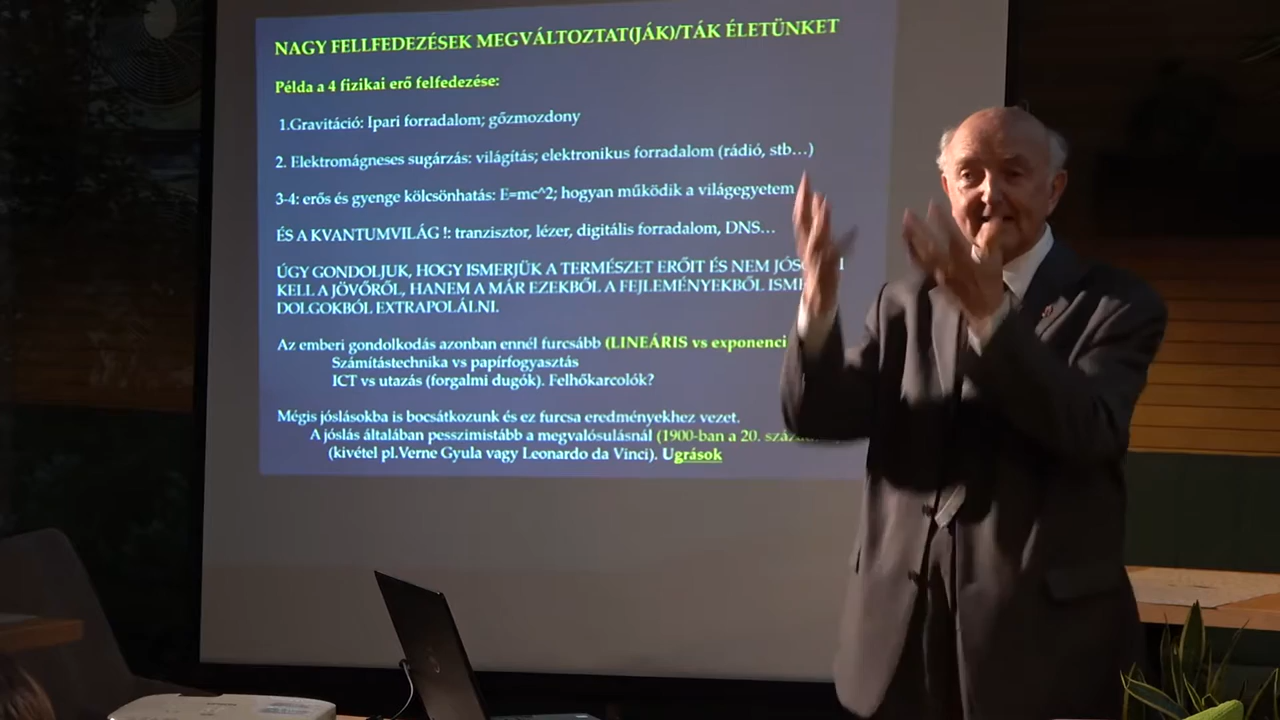 NAGY FELLFEDEZÉSEK MEGVÁLTOZTAT(JÁK)/TÁK ÉLETÜNKET
Példa a 4 fizikai erő felfedezése:
1.Gravitáció: Ipari forradalom; gőzmozdony
2. Elektromágneses sugárzás: világítás; elektronikus forradalom (rádió, stb…)
3-4: erős és gyenge kölcsönhatás: E=mc^2; hogyan működik a világegyetem
ÉS A KVANTUMVILÁG !: tranzisztor, lézer, digitális forradalom, DNS…
ÚGY GONDOLJUK, HOGY ISMERJÜK A TERMÉSZET ERŐIT ÉS NEM
KELL A JÖVŐRŐL, HANEM A MÁR EZEKBŐL A FEJLEMÉNYEKBŐL
DOLGOKBÓL EXTRAPOLÁLNI.
Az emberi gondolkodás azonban ennél furcsább (LINEÁRIS vs
Számítástechnika vs papírfogyasztás
ICT vs utazás (forgalmi dugók). Felhőkarcolók?
Mégis jóslásokba is bocsátkozunk és ez furcsa eredményekhez vezet.
A jóslás általában pesszimistább a megvalósulásnál (1900-ban a 20.
(kivétel pl.Verne Gyula vagy Leonardo da Vinci). Ugrások